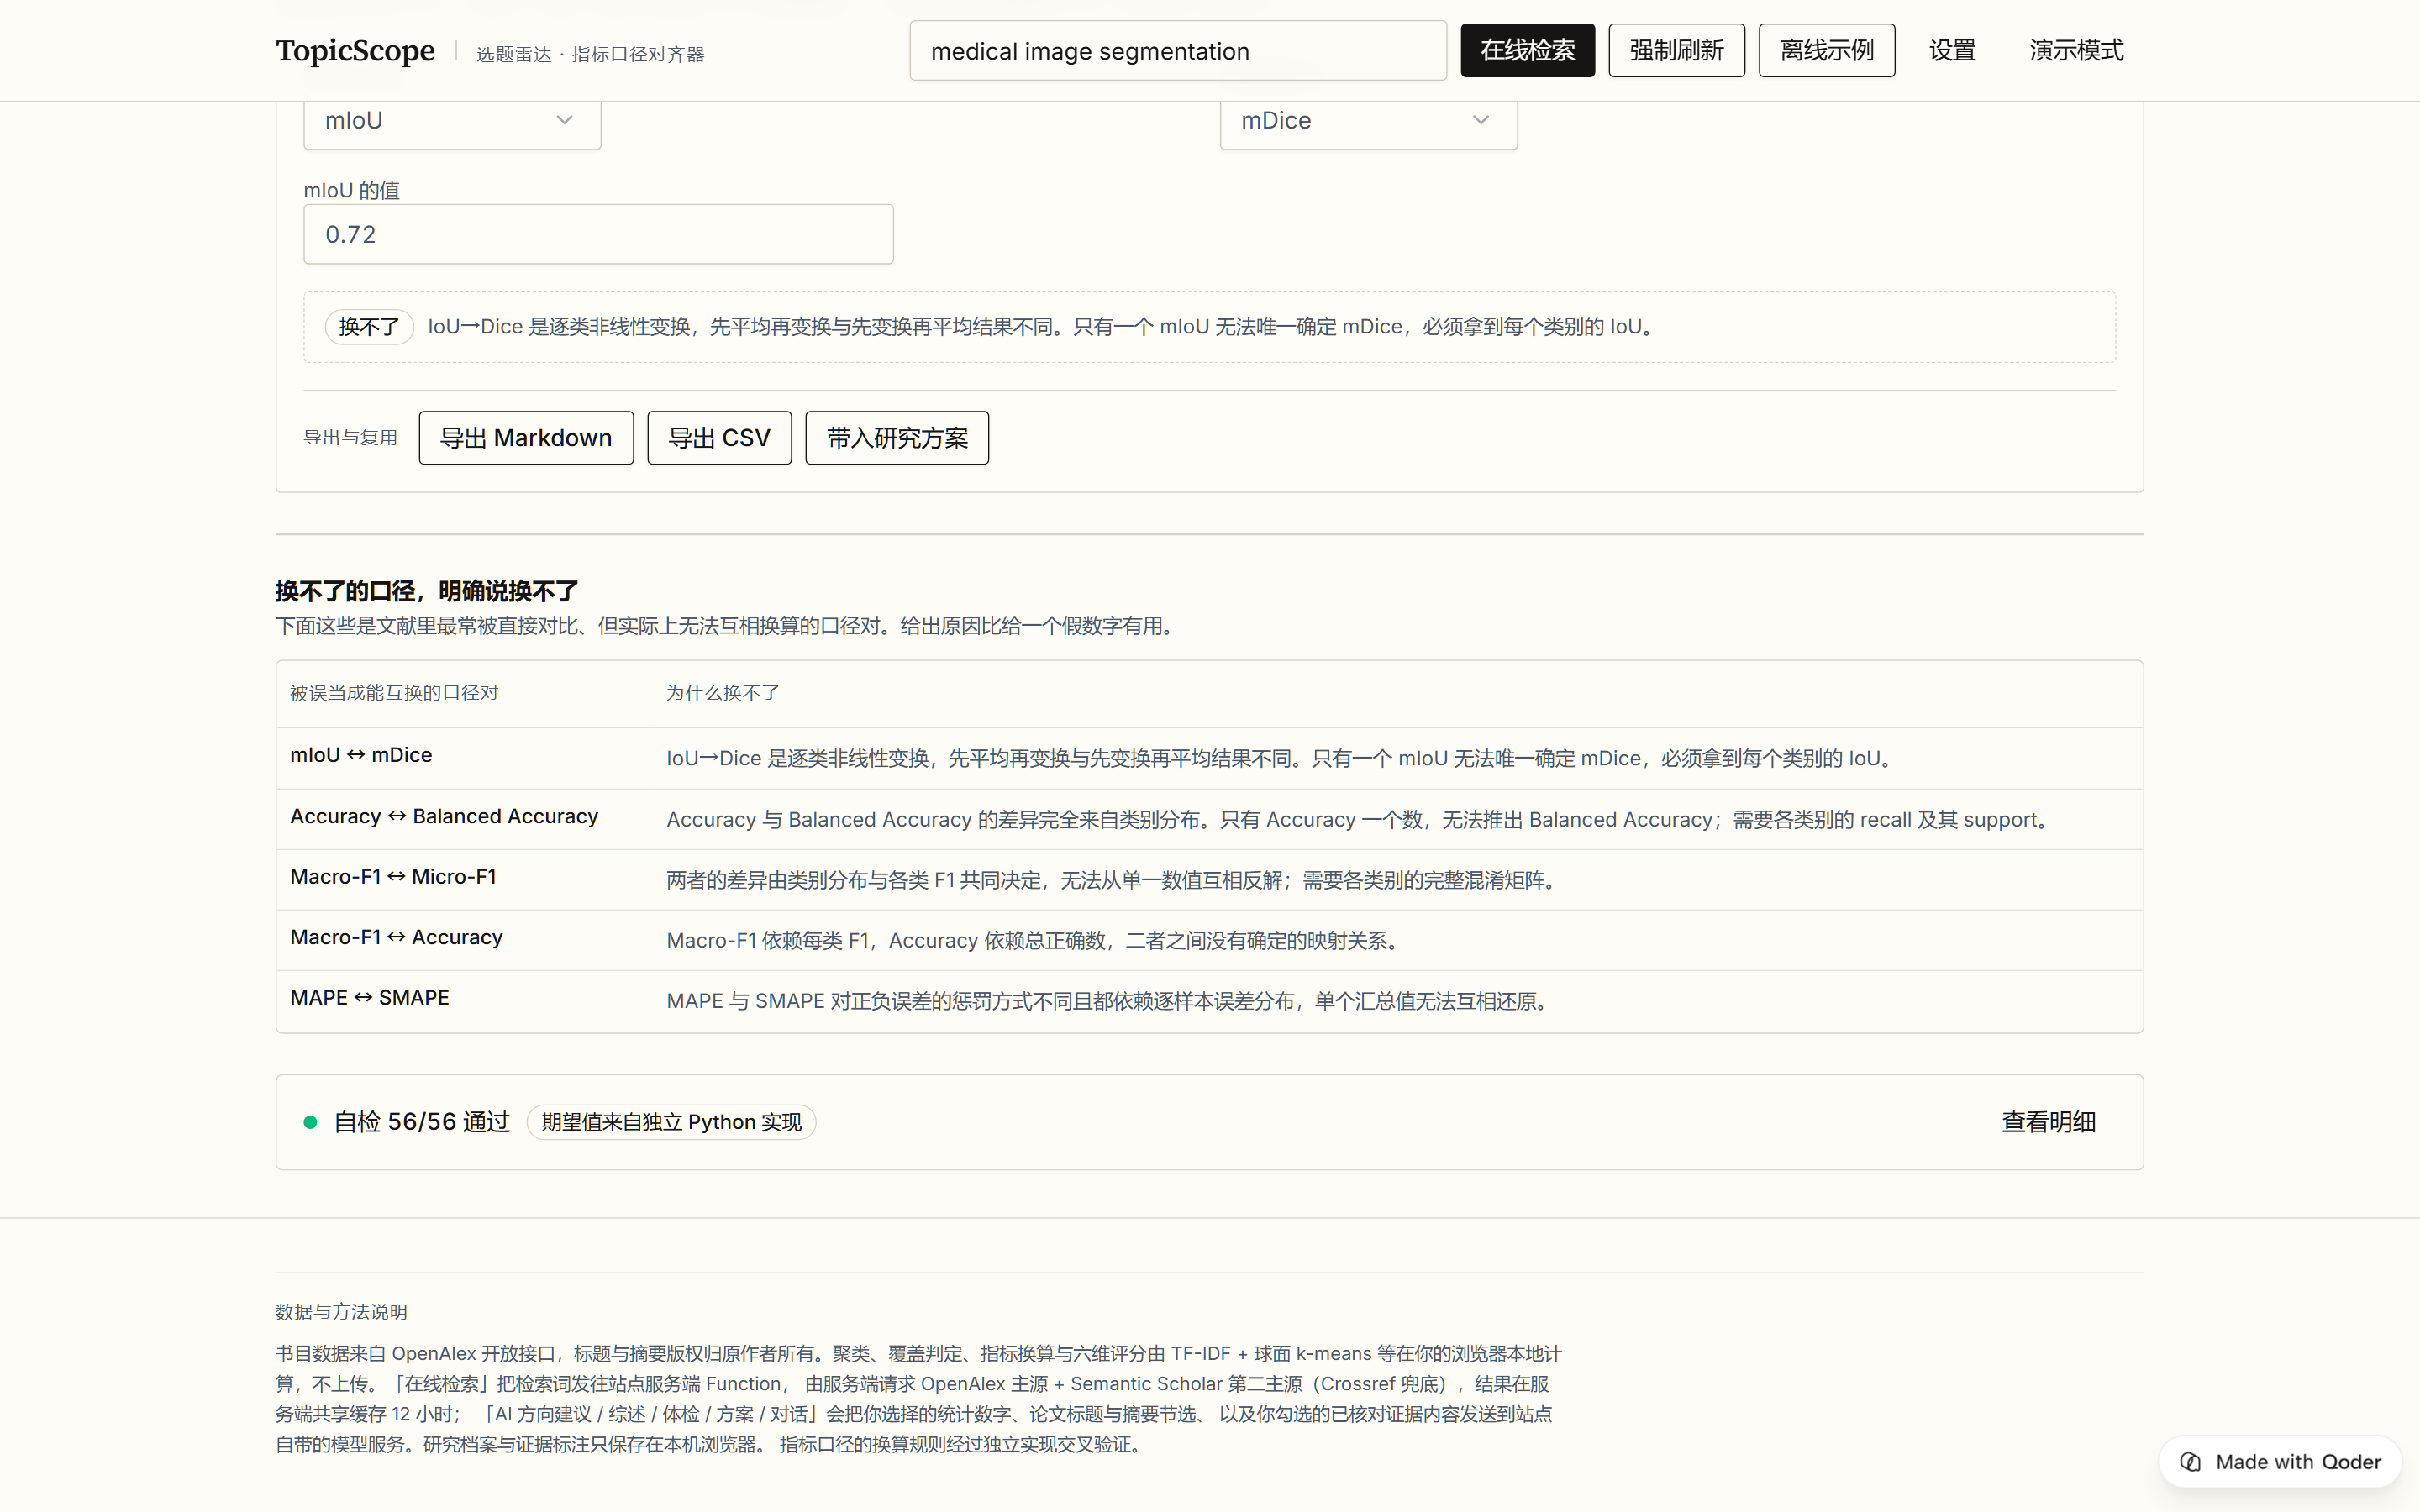 TopicScope
选题雷达 · 指标口径对齐器
medical image segmentation
在线检索
强制刷新
离线示例
设置
演示模式
mIoU
mDice
mIoU 的值
0.72
换不了 IoU→Dice 是逐类非线性变换，先平均再变换与先变换再平均结果不同。只有一个 mIoU 无法唯一确定 mDice，必须拿到每个类别的 IoU。
导出与复用
导出 Markdown
导出 CSV
带入研究方案
换不了的口径，明确说换不了
下面这些是文献里最常被直接对比、但实际上无法互相换算的口径对。给出原因比给一个假数字有用。
被误当成能互换的口径对
为什么换不了
mIoU ↔ mDice
IoU→Dice 是逐类非线性变换，先平均再变换与先变换再平均结果不同。只有一个 mIoU 无法唯一确定 mDice，必须拿到每个类别的 IoU。
Accuracy ↔ Balanced Accuracy
Accuracy 与 Balanced Accuracy 的差异完全来自类别分布。只有 Accuracy 一个数，无法推出 Balanced Accuracy；需要各类别的 recall 及其 support。
Macro-F1 ↔ Micro-F1
两者的差异由类别分布与各类 F1 共同决定，无法从单一数值互相反解；需要各类别的完整混淆矩阵。
Macro-F1 ↔ Accuracy
Macro-F1 依赖每类 F1，Accuracy 依赖总正确数，二者之间没有确定的映射关系。
MAPE ↔ SMAPE
MAPE 与 SMAPE 对正负误差的惩罚方式不同且都依赖逐样本误差分布，单个汇总值无法互相还原。
自检 56/56 通过
期望值来自独立 Python 实现
查看明细
数据与方法说明
书目数据来自 OpenAlex 开放接口，标题与摘要版权归原作者所有。聚类、覆盖判定、指标换算与六维评分由 TF-IDF + 球面 k-means 等在你的浏览器本地计
算，不上传。「在线检索」把检索词发往站点服务端 Function， 由服务端请求 OpenAlex 主源 + Semantic Scholar 第二主源（Crossref 兜底），结果在服
务端共享缓存 12 小时； 「AI 方向建议 / 综述 / 体检 / 方案 / 对话」会把你选择的统计数字、论文标题与摘要节选、 以及你勾选的已核对证据内容发送到站点
自带的模型服务。研究档案与证据标注只保存在本机浏览器。 指标口径的换算规则经过独立实现交叉验证。
Made with Qoder